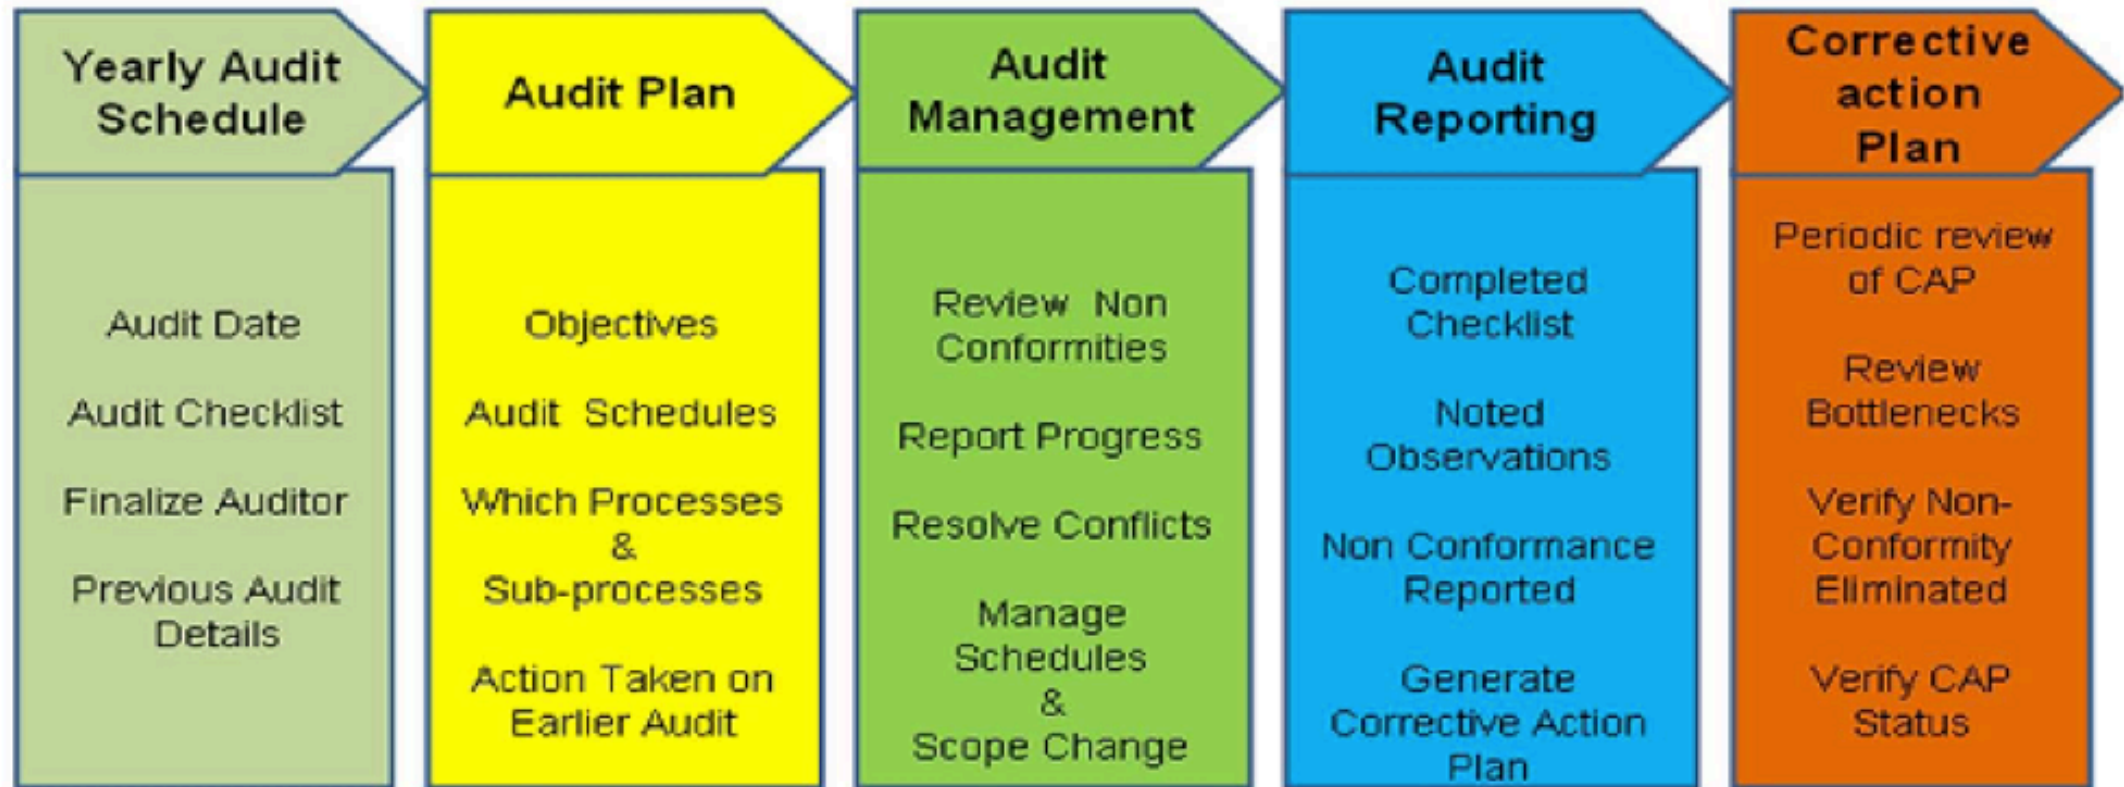 Yearly Audit
Schedule
Audit Date
Audit Checklist
Finalize Auditor
Previous Audit
Details
Audit Plan
Objectives
Audit Schedules
Which Processes
&
Sub-processes
Action Taken on
Earlier Audit
Audit
Management
Review Non
Conformities
Report Progress
Resolve Conflicts
Manage
Schedules
&
Scope Change
Audit
Reporting
Completed
Checklist
Noted
Observations
Non Conformance
Reported
Generate
Corrective Action
Plan
Corrective
action
Plan
Periodic review
of CAP
Review
Bottlenecks
Verify Non-
Conformity
Eliminated
Verify CAP
Status